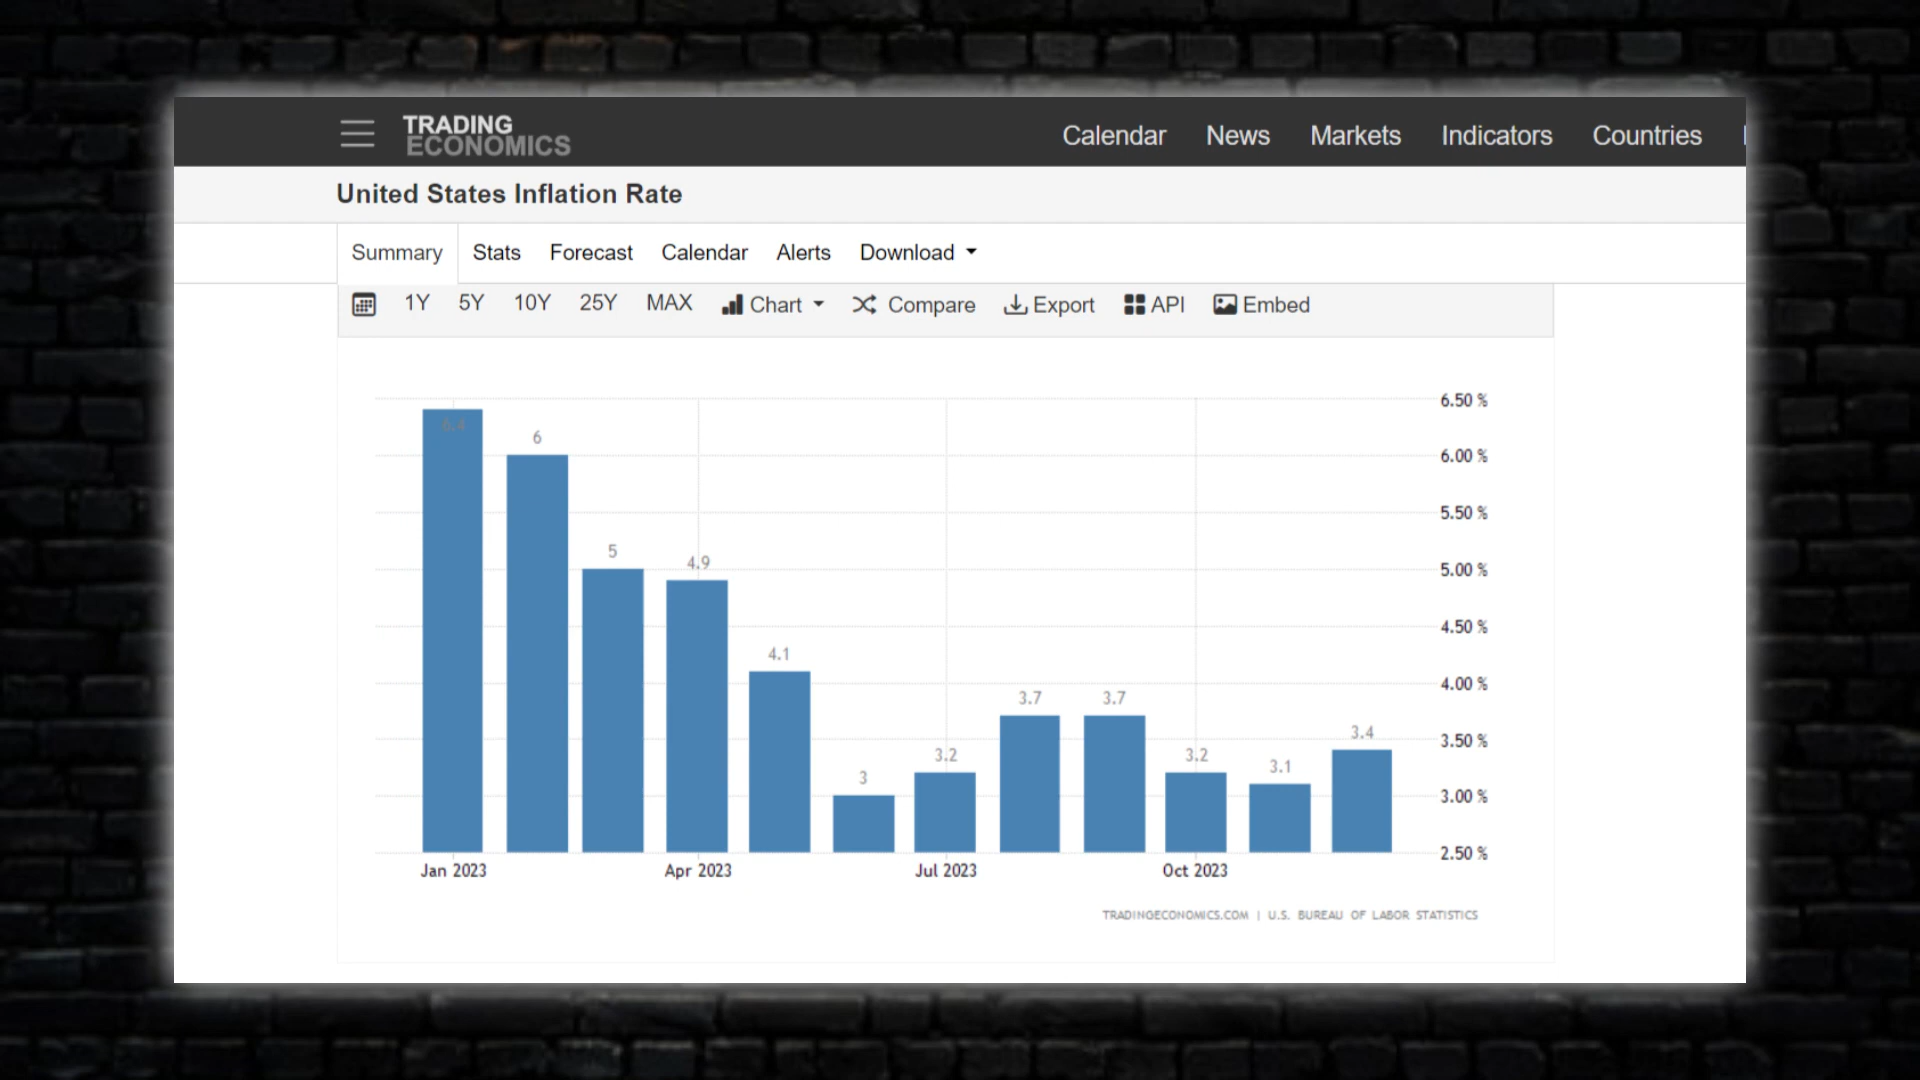 TRADING
ECONOMICS
Calendar News Markets Indicators Countries
United States Inflation Rate
Summary Stats Forecast Calendar Alerts Download
1Y 5Y 10Y 25Y MAX Chart Compare Export API Embed
6.50 %
6.4
6
6.00 %
5.50 %
5
4.9
5.00 %
4.50 %
4.1
4.00 %
3.7 3.7
3.4
3.50 %
3.2 3.2
3.1
3
3.00 %
2.50 %
Jan 2023 Apr 2023 Jul 2023 Oct 2023
TRADINGECONOMICS.COM | U.S. BUREAU OF LABOR STATISTICS